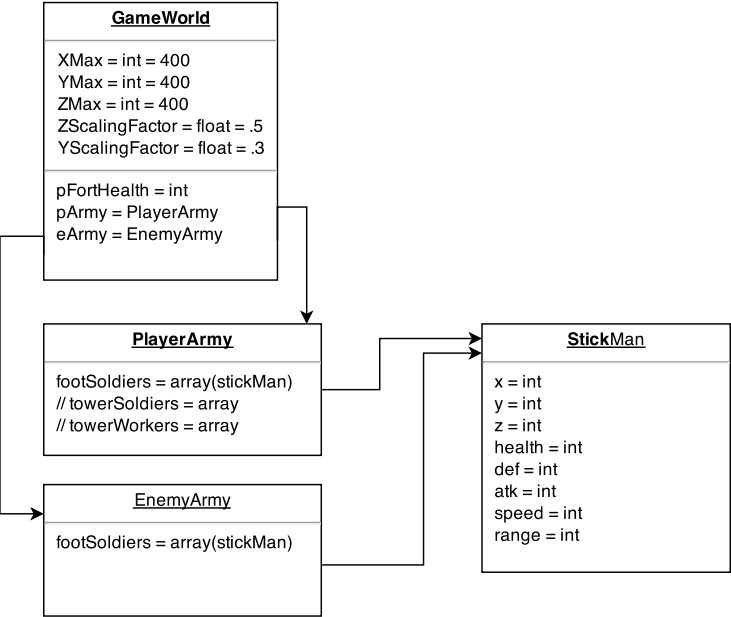 GameWorld
XMax = int = 400
YMax = int = 400
ZMax = int = 400
ZScalingFactor = float = .5
YScalingFactor = float = .3
pFortHealth = int
pArmy = PlayerArmy
eArmy = EnemyArmy
PlayerArmy
footSoldiers = array(stickMan)
// towerSoldiers = array
// towerWorkers = array
EnemyArmy
footSoldiers = array(stickMan)
StickMan
x = int
y = int
z = int
health = int
def = int
atk = int
speed = int
range = int